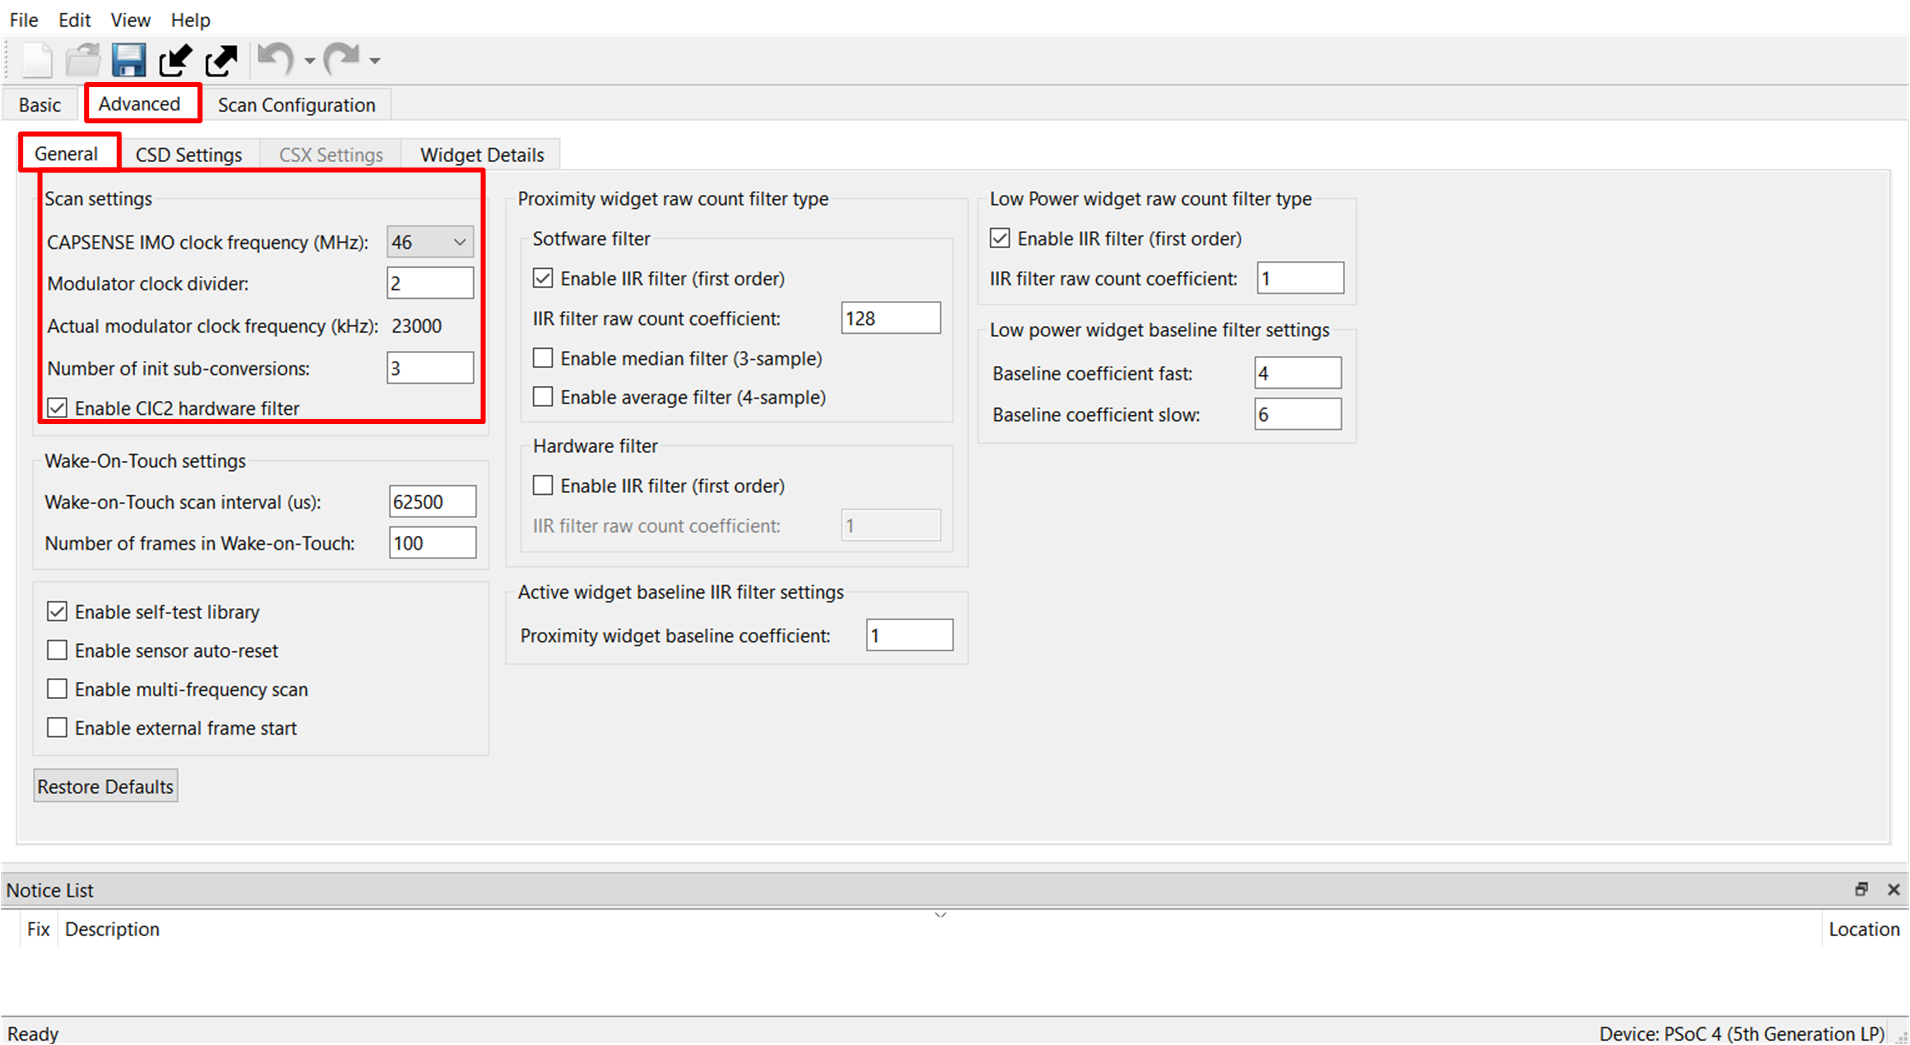 File Edit View Help
Basic Advanced Scan Configuration
General CSD Settings CSX Settings Widget Details
Scan settings
CAPSENSE IMO clock frequency (MHz): 46
Modulator clock divider: 2
Actual modulator clock frequency (kHz): 23000
Number of init sub-conversions: 3
Enable CIC2 hardware filter
Wake-On-Touch settings
Wake-on-Touch scan interval (us): 62500
Number of frames in Wake-on-Touch: 100
Enable self-test library
Enable sensor auto-reset
Enable multi-frequency scan
Enable external frame start
Restore Defaults
Proximity widget raw count filter type
Sotfware filter
Enable IIR filter (first order)
IIR filter raw count coefficient: 128
Enable median filter (3-sample)
Enable average filter (4-sample)
Hardware filter
Enable IIR filter (first order)
IIR filter raw count coefficient: 1
Active widget baseline IIR filter settings
Proximity widget baseline coefficient: 1
Low Power widget raw count filter type
Enable IIR filter (first order)
IIR filter raw count coefficient: 1
Low power widget baseline filter settings
Baseline coefficient fast: 4
Baseline coefficient slow: 6
Notice List
Fix Description Location
Ready Device: PSoC 4 (5th Generation LP)